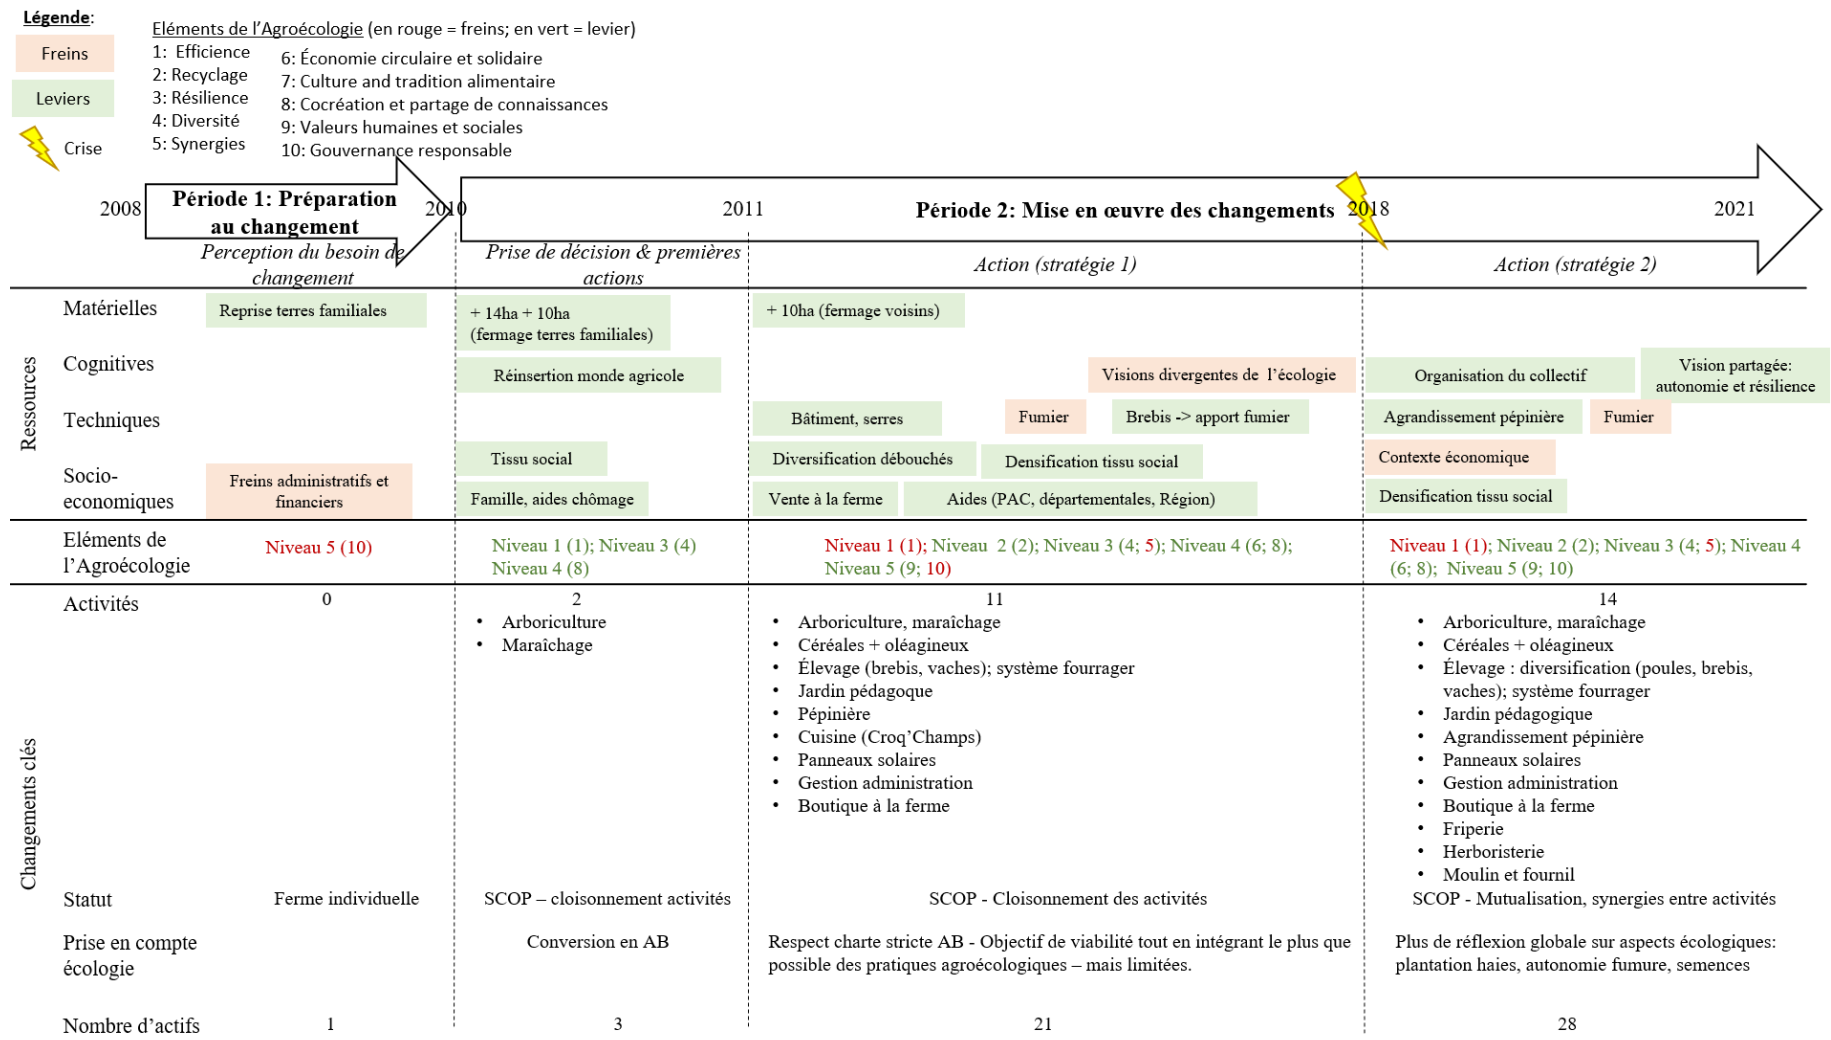 Légende:
Freins
Leviers
Crise
Eléments de l'Agroécologie (en rouge = freins; en vert = levier)
1: Efficience
2: Recyclage
3: Résilience
4: Diversité
5: Synergies
6: Économie circulaire et solidaire
7: Culture and tradition alimentaire
8: Cocréation et partage de connaissances
9: Valeurs humaines et sociales
10: Gouvernance responsable
2008
Période 1: Préparation
au changement
2010
2011
Période 2: Mise en œuvre des changements
2018
2021
Perception du besoin de
changement
Prise de décision & premières
actions
Action (stratégie 1)
Action (stratégie 2)
Ressources
Matérielles
Reprise terres familiales
+ 14ha + 10ha
(fermage terres familiales)
+ 10ha (fermage voisins)
Cognitives
Réinsertion monde agricole
Visions divergentes de l'écologie
Organisation du collectif
Vision partagée:
autonomie et résilience
Techniques
Bâtiment, serres
Fumier
Brebis -> apport fumier
Agrandissement pépinière
Fumier
Socio-
economiques
Freins administratifs et
financiers
Tissu social
Famille, aides chômage
Diversification débouchés
Densification tissu social
Vente à la ferme
Aides (PAC, départementales, Région)
Contexte économique
Densification tissu social
Eléments de
l'Agroécologie
Niveau 5 (10)
Niveau 1 (1); Niveau 3 (4)
Niveau 4 (8)
Niveau 1 (1); Niveau 2 (2); Niveau 3 (4; 5); Niveau 4 (6; 8);
Niveau 5 (9; 10)
Niveau 1 (1); Niveau 2 (2); Niveau 3 (4; 5); Niveau 4
(6; 8); Niveau 5 (9; 10)
Changements clés
Activités
0
2
• Arboriculture
• Maraîchage
11
• Arboriculture, maraîchage
• Céréales + oléagineux
• Élevage (brebis, vaches); système fourrager
• Jardin pédagoque
• Pépinière
• Cuisine (Croq'Champs)
• Panneaux solaires
• Gestion administration
• Boutique à la ferme
14
• Arboriculture, maraîchage
• Céréales + oléagineux
• Élevage : diversification (poules, brebis,
vaches); système fourrager
• Jardin pédagogique
• Agrandissement pépinière
• Panneaux solaires
• Gestion administration
• Boutique à la ferme
• Friperie
• Herboristerie
• Moulin et fournil
Statut
Ferme individuelle
SCOP – cloisonnement activités
SCOP - Cloisonnement des activités
SCOP - Mutualisation, synergies entre activités
Prise en compte
écologie
Conversion en AB
Respect charte stricte AB - Objectif de viabilité tout en intégrant le plus que
possible des pratiques agroécologiques – mais limitées.
Plus de réflexion globale sur aspects écologiques:
plantation haies, autonomie fumure, semences
Nombre d'actifs
1
3
21
28